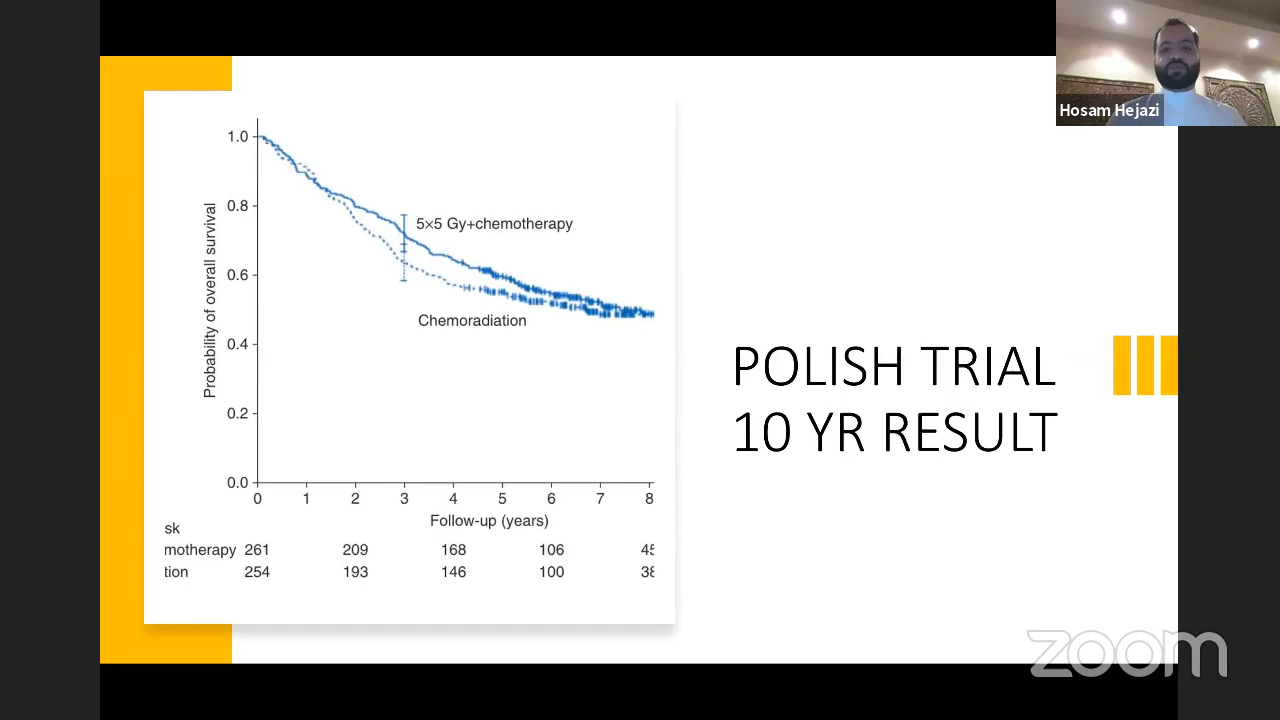 Hosam Hejazi
1.0
0.8
0.6
0.4
0.2
0.0
Probability of overall survival
5×5 Gy+chemotherapy
Chemoradiation
0 1 2 3 4 5 6 7 8
Follow-up (years)
sk
motherapy 261 209 168 106 45
tion 254 193 146 100 38
POLISH TRIAL
10 YR RESULT
zoom